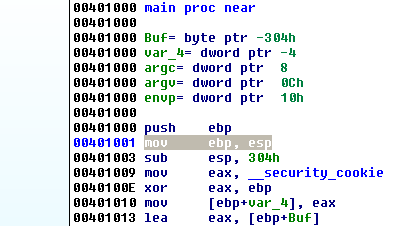 00401000 main proc near
00401000
00401000 Buf= byte ptr -304h
00401000 var_4= dword ptr -4
00401000 argc= dword ptr  8
00401000 argv= dword ptr  0Ch
00401000 envp= dword ptr  10h
00401000
00401000 push    ebp
00401001 mov     ebp, esp
00401003 sub     esp, 304h
00401009 mov     eax, __security_cookie
0040100E xor     eax, ebp
00401010 mov     [ebp+var_4], eax
00401013 lea     eax, [ebp+Buf]